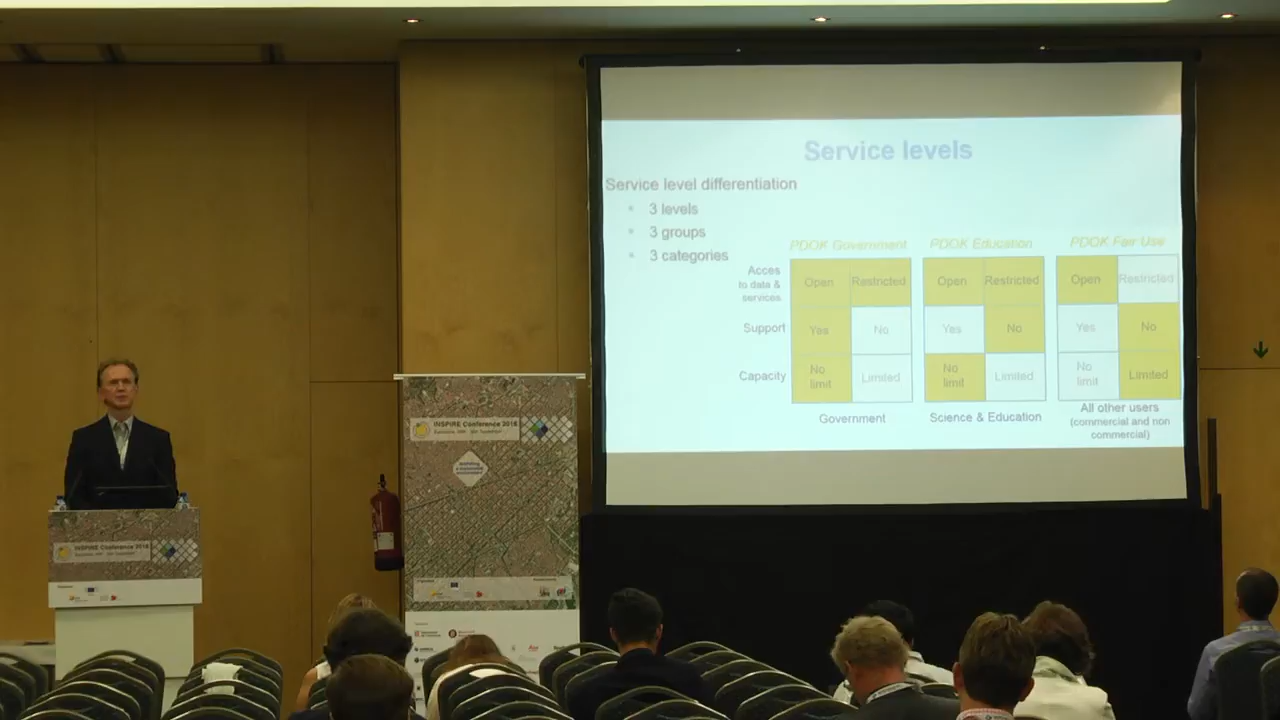 Service levels
Service level differentiation
3 levels
3 groups
3 categories
PDOK Government
PDOK Education
PDOK Fair Use
Acces
to data &
services
Open
Restricted
Open
Restricted
Open
Restricted
Support
Yes
No
Yes
No
Yes
No
Capacity
No
limit
Limited
No
limit
Limited
No
limit
Limited
Government
Science & Education
All other users
(commercial and non
commercial)
INSPIRE Conference 2016
INSPIRE Conference 2016